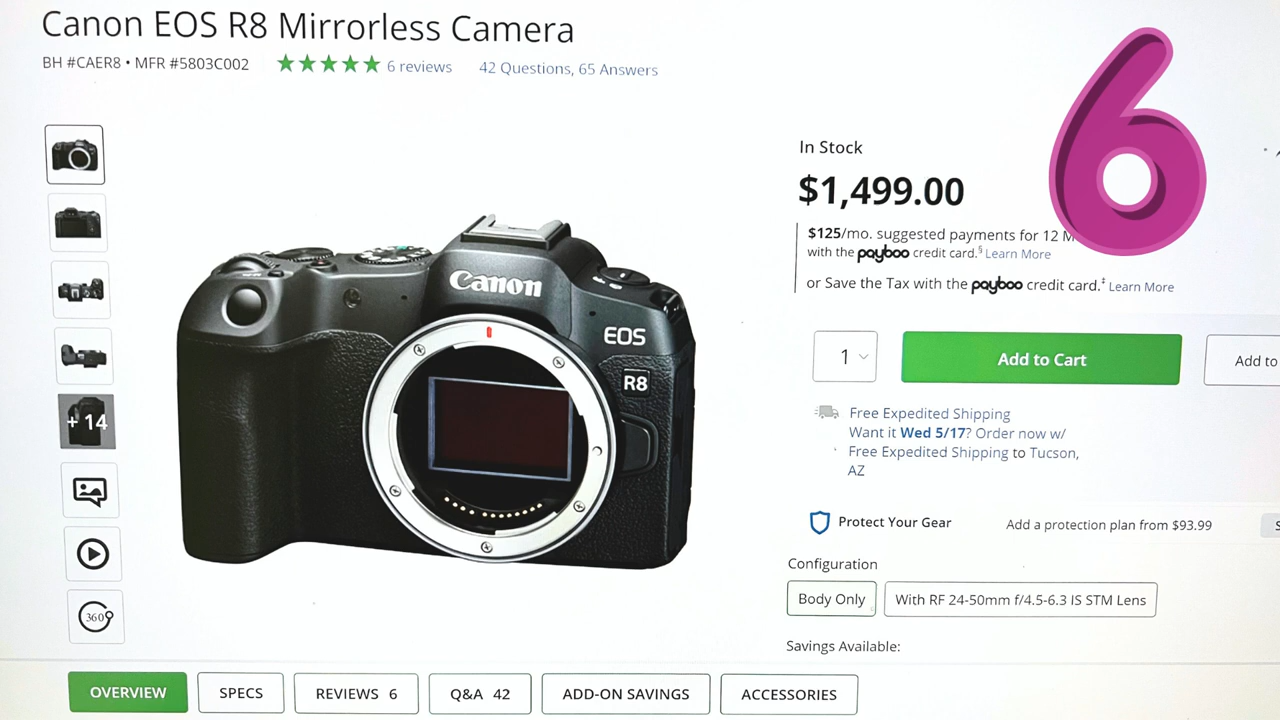 Canon EOS R8 Mirrorless Camera
BH #CAER8 • MFR #5803C002
6 reviews
42 Questions, 65 Answers
6
In Stock
$1,499.00
$125/mo. suggested payments for 12 M
with the payboo credit card.§ Learn More
or Save the Tax with the payboo credit card.‡ Learn More
Canon
EOS
R8
1
Add to Cart
Add to
+ 14
Free Expedited Shipping
Want it Wed 5/17? Order now w/
Free Expedited Shipping to Tucson,
AZ
Protect Your Gear
Add a protection plan from $93.99
S
Configuration
Body Only
With RF 24-50mm f/4.5-6.3 IS STM Lens
360
Savings Available:
OVERVIEW
SPECS
REVIEWS 6
Q&A 42
ADD-ON SAVINGS
ACCESSORIES